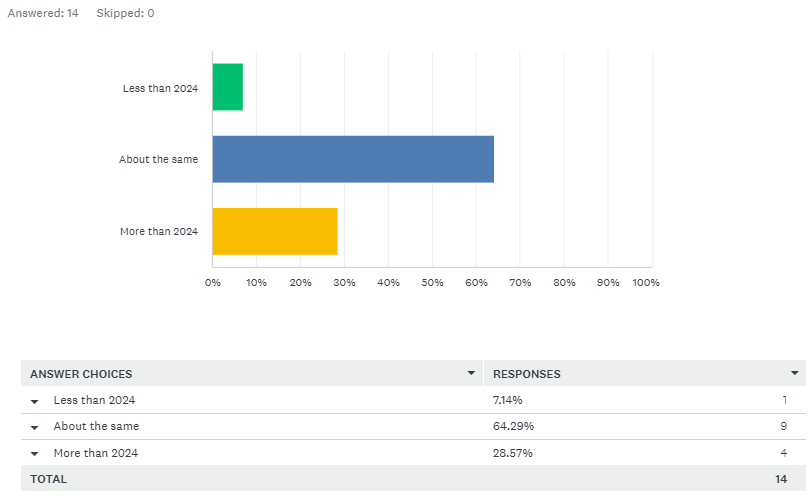 Answered: 14 Skipped: 0
Less than 2024
About the same
More than 2024
0% 10% 20% 30% 40% 50% 60% 70% 80% 90% 100%
ANSWER CHOICES RESPONSES
Less than 2024 7.14% 1
About the same 64.29% 9
More than 2024 28.57% 4
TOTAL 14